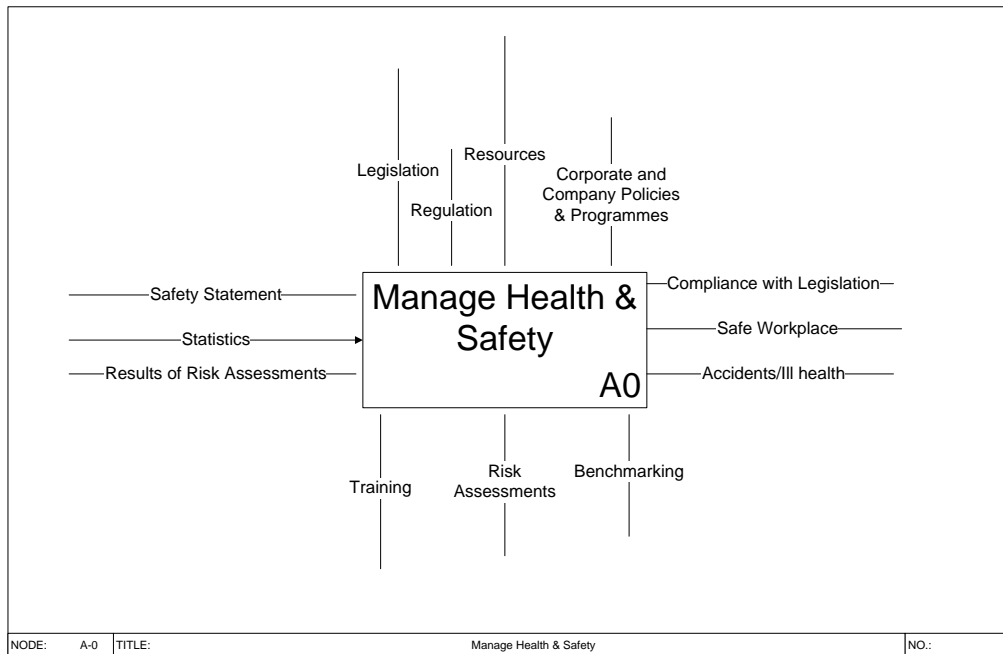 Resources
Legislation
Corporate and
Company Policies
& Programmes
Regulation
Manage Health &
Safety
A0
Safety Statement
Statistics
Results of Risk Assessments
Compliance with Legislation
Safe Workplace
Accidents/Ill health
Training
Risk
Assessments
Benchmarking
NODE: A-0 TITLE: Manage Health & Safety NO.: